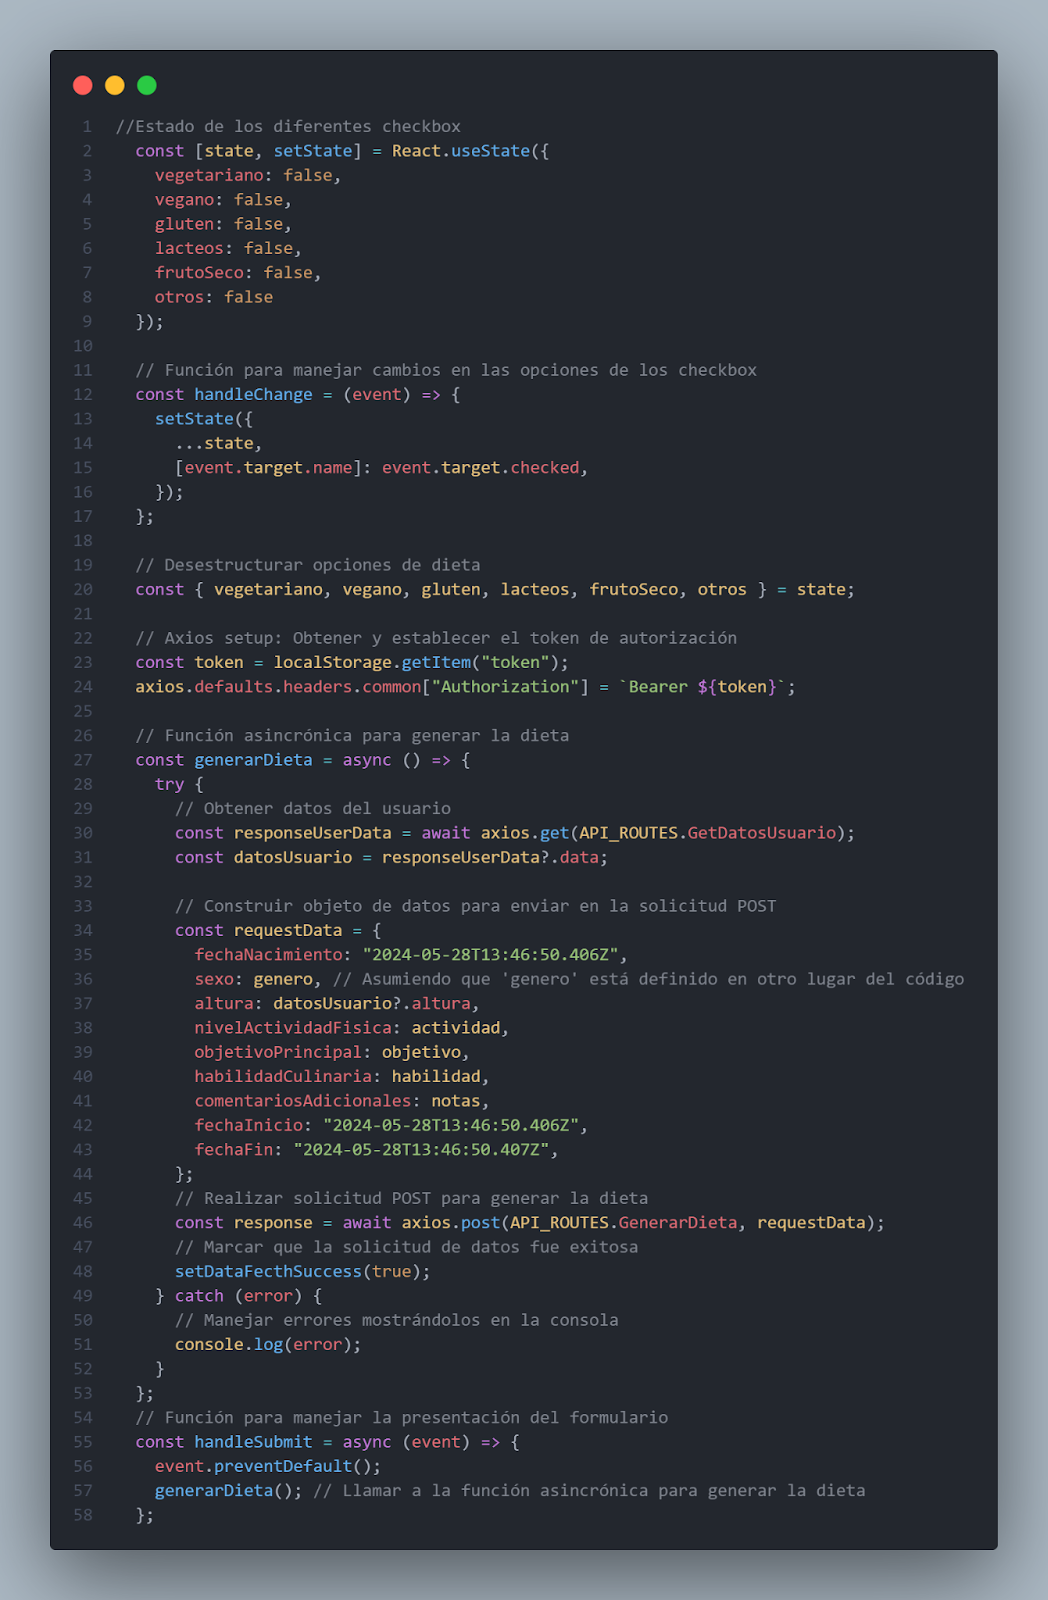 1 //Estado de los diferentes checkbox
2 const [state, setState] = React.useState({
3 vegetariano: false,
4 vegano: false,
5 gluten: false,
6 lacteos: false,
7 frutoSeco: false,
8 otros: false
9 });
10
11 // Función para manejar cambios en las opciones de los checkbox
12 const handleChange = (event) => {
13 setState({
14 ...state,
15 [event.target.name]: event.target.checked,
16 });
17 };
18
19 // Desestructurar opciones de dieta
20 const { vegetariano, vegano, gluten, lacteos, frutoSeco, otros } = state;
21
22 // Axios setup: Obtener y establecer el token de autorización
23 const token = localStorage.getItem("token");
24 axios.defaults.headers.common["Authorization"] = `Bearer ${token}`;
25
26 // Función asincrónica para generar la dieta
27 const generarDieta = async () => {
28 try {
29 // Obtener datos del usuario
30 const responseUserData = await axios.get(API_ROUTES.GetDatosUsuario);
31 const datosUsuario = responseUserData?.data;
32
33 // Construir objeto de datos para enviar en la solicitud POST
34 const requestData = {
35 fechaNacimiento: "2024-05-28T13:46:50.406Z",
36 sexo: genero, // Asumiendo que 'genero' está definido en otro lugar del código
37 altura: datosUsuario?.altura,
38 nivelActividadFisica: actividad,
39 objetivoPrincipal: objetivo,
40 habilidadCulinaria: habilidad,
41 comentariosAdicionales: notas,
42 fechaInicio: "2024-05-28T13:46:50.406Z",
43 fechaFin: "2024-05-28T13:46:50.407Z",
44 };
45 // Realizar solicitud POST para generar la dieta
46 const response = await axios.post(API_ROUTES.GenerarDieta, requestData);
47 // Marcar que la solicitud de datos fue exitosa
48 setDataFecthSuccess(true);
49 } catch (error) {
50 // Manejar errores mostrándolos en la consola
51 console.log(error);
52 }
53 };
54 // Función para manejar la presentación del formulario
55 const handleSubmit = async (event) => {
56 event.preventDefault();
57 generarDieta(); // Llamar a la función asincrónica para generar la dieta
58 };